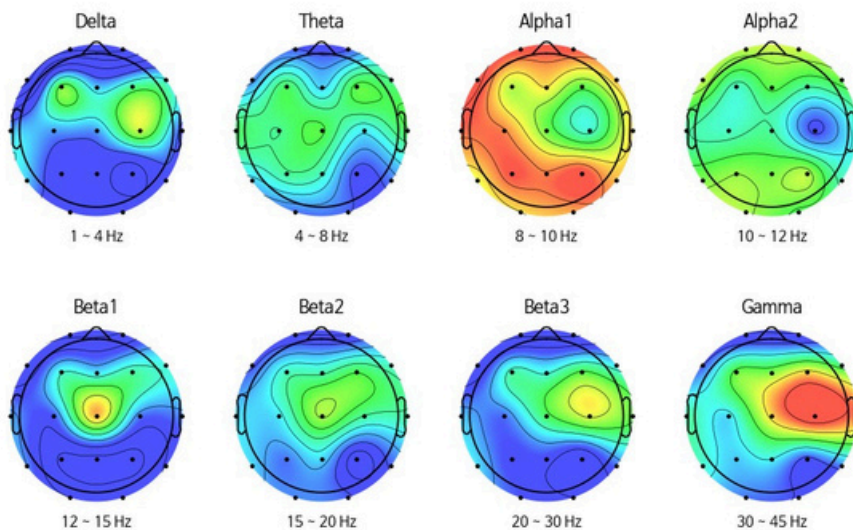 Delta
Theta
Alpha1
Alpha2
1 ~ 4 Hz
4 ~ 8 Hz
8 ~ 10 Hz
10 ~ 12 Hz
Beta1
Beta2
Beta3
Gamma
12 ~ 15 Hz
15 ~ 20 Hz
20 ~ 30 Hz
30 ~ 45 Hz